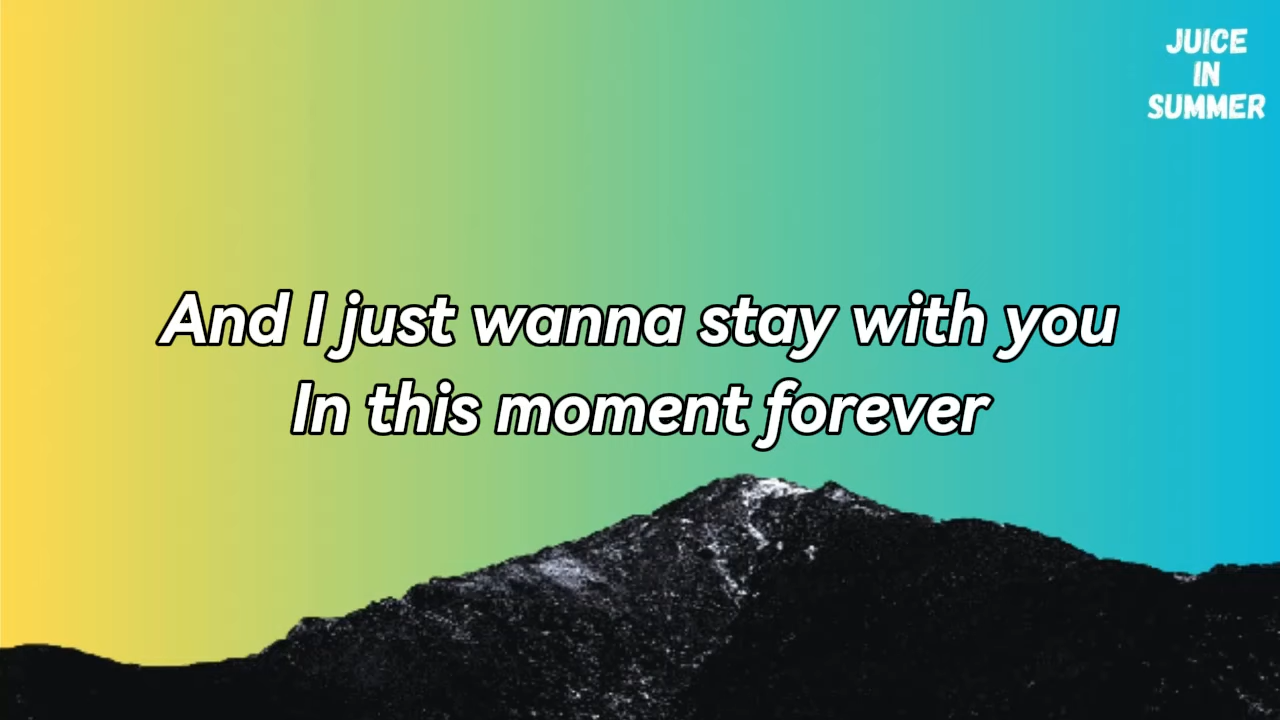 JUICE
IN
SUMMER
And I just wanna stay with you
In this moment forever